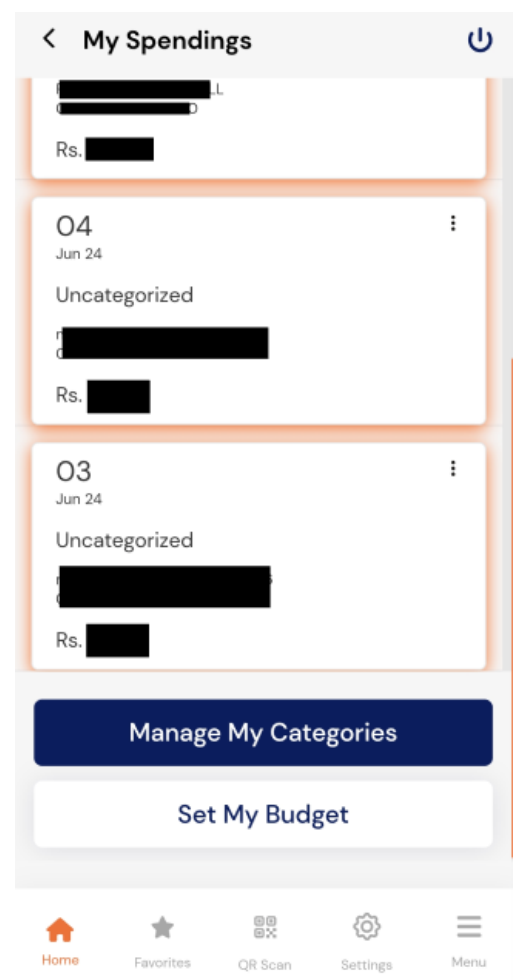 My Spendings
Rs.
04
Jun 24
Uncategorized
Rs.
03
Jun 24
Uncategorized
Rs.
Manage My Categories
Set My Budget
Home
Favorites
QR Scan
Settings
Menu